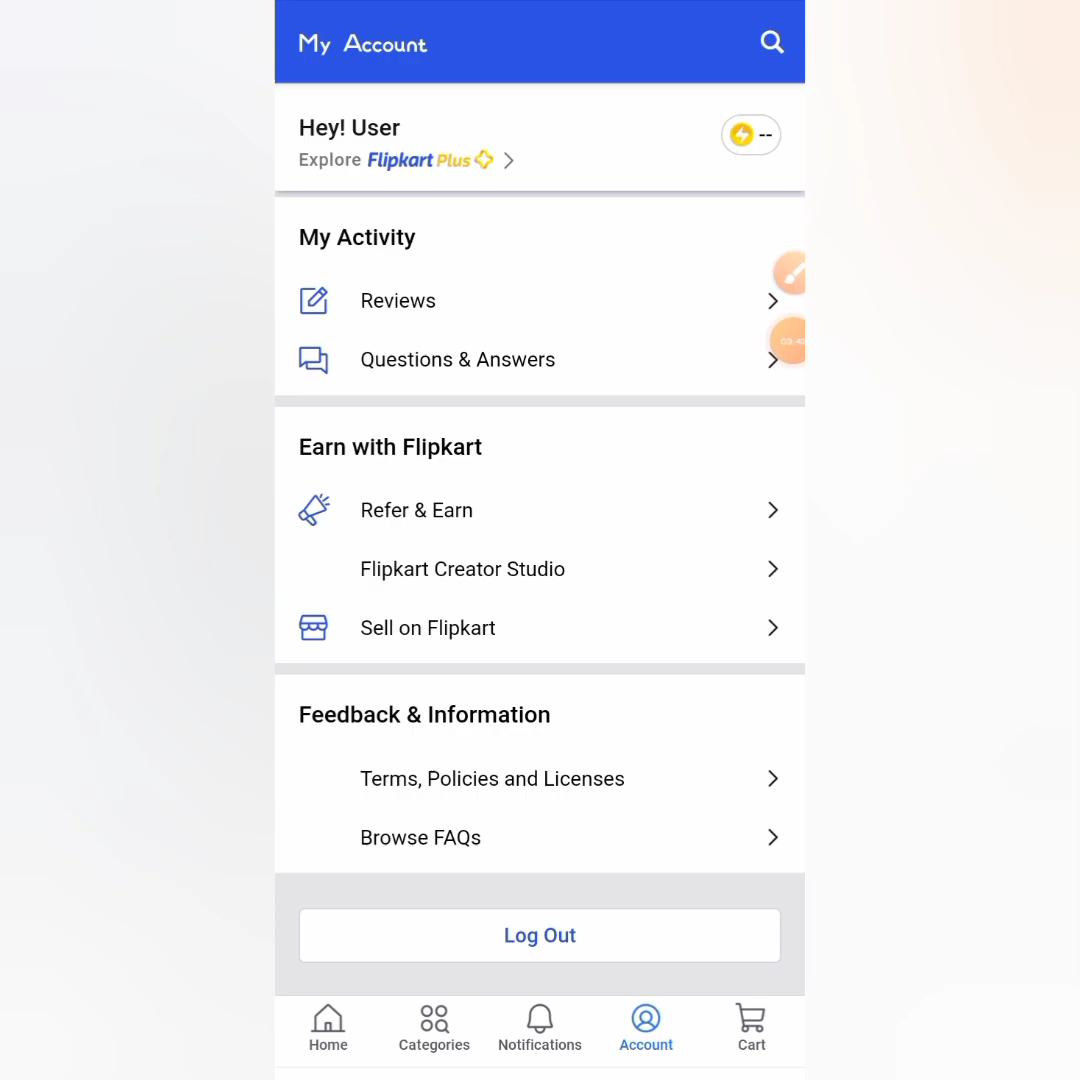 My Account
Hey! User
--
Explore Flipkart Plus
My Activity
Reviews
Questions & Answers
Earn with Flipkart
Refer & Earn
Flipkart Creator Studio
Sell on Flipkart
Feedback & Information
Terms, Policies and Licenses
Browse FAQs
Log Out
Home
Categories
Notifications
Account
Cart